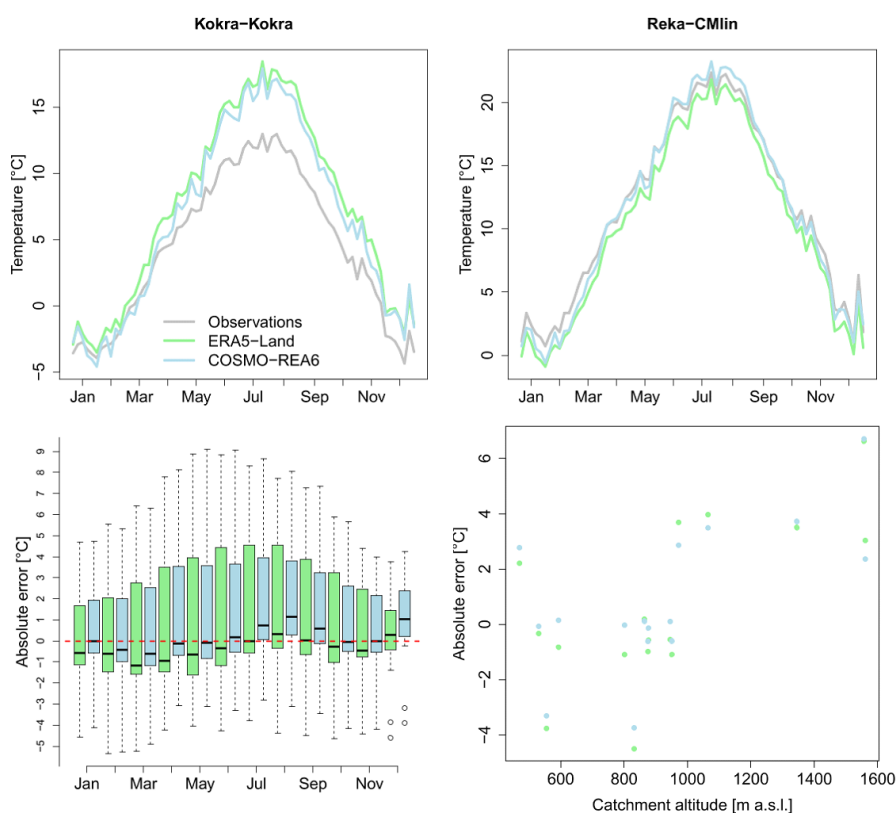 Kokra−Kokra
Reka−CMlin
Temperature [°C]
15
10
5
0
−5
Observations
ERA5−Land
COSMO−REA6
Jan Mar May Jul Sep Nov
Temperature [°C]
20
15
10
5
0
Jan Mar May Jul Sep Nov
Absolute error [°C]
9
8
7
6
5
4
3
2
1
0
−1
−2
−3
−4
−5
Jan Mar May Jul Sep Nov
Absolute error [°C]
6
4
2
0
−2
−4
600 800 1000 1200 1400 1600
Catchment altitude [m a.s.l.]